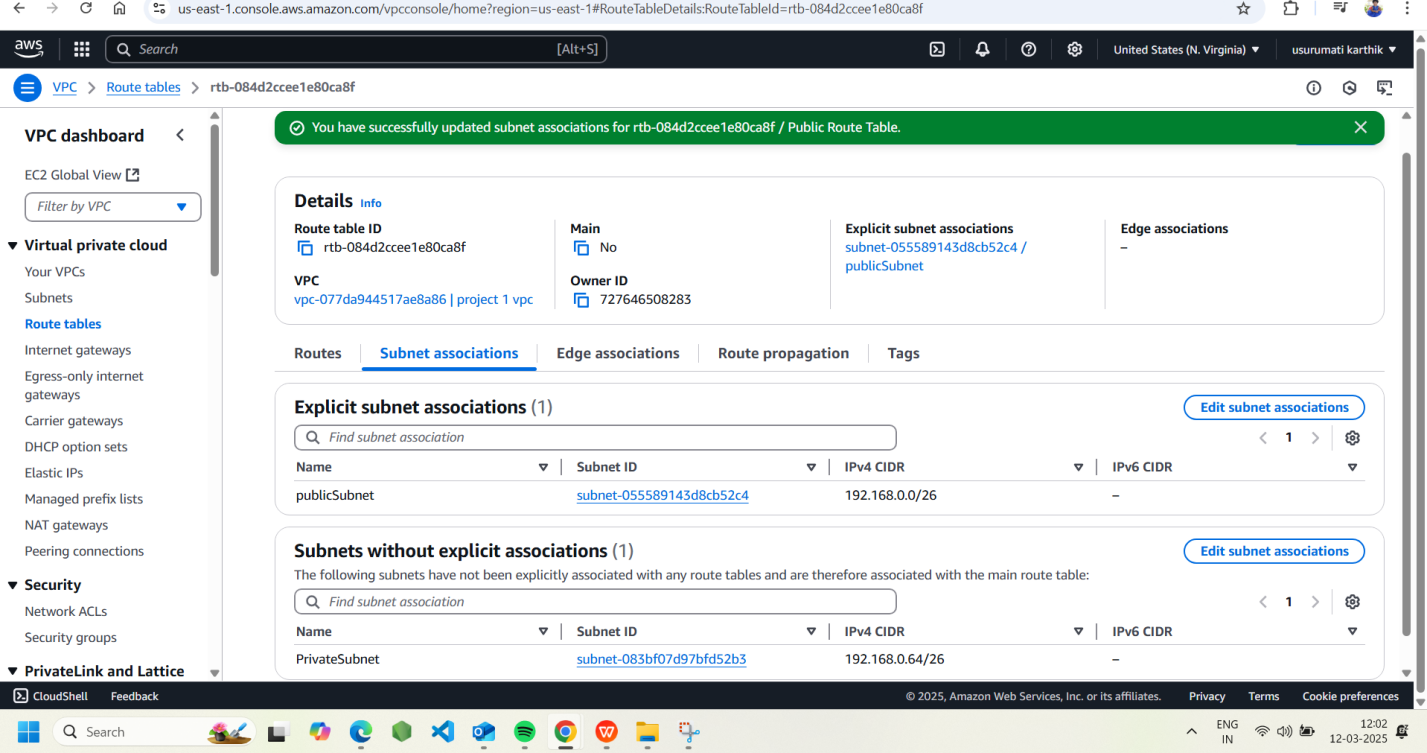 us-east-1.console.aws.amazon.com/vpcconsole/home?region=us-east-1#RouteTableDetails:RouteTableId=rtb-084d2ccee1e80ca8f
aws
Search [Alt+S]
United States (N. Virginia)
usurumati karthik
VPC > Route tables > rtb-084d2ccee1e80ca8f
VPC dashboard
EC2 Global View
Filter by VPC
Virtual private cloud
Your VPCs
Subnets
Route tables
Internet gateways
Egress-only internet
gateways
Carrier gateways
DHCP option sets
Elastic IPs
Managed prefix lists
NAT gateways
Peering connections
Security
Network ACLs
Security groups
PrivateLink and Lattice
You have successfully updated subnet associations for rtb-084d2ccee1e80ca8f / Public Route Table.
Details Info
Route table ID
rtb-084d2ccee1e80ca8f
Main
No
Explicit subnet associations
subnet-055589143d8cb52c4 /
publicSubnet
Edge associations
–
VPC
vpc-077da944517ae8a86 | project 1 vpc
Owner ID
727646508283
Routes Subnet associations Edge associations Route propagation Tags
Explicit subnet associations (1)
Edit subnet associations
Find subnet association
1
Name Subnet ID IPv4 CIDR IPv6 CIDR
publicSubnet subnet-055589143d8cb52c4 192.168.0.0/26 –
Subnets without explicit associations (1)
Edit subnet associations
The following subnets have not been explicitly associated with any route tables and are therefore associated with the main route table:
Find subnet association
1
Name Subnet ID IPv4 CIDR IPv6 CIDR
PrivateSubnet subnet-083bf07d97bfd52b3 192.168.0.64/26 –
CloudShell Feedback © 2025, Amazon Web Services, Inc. or its affiliates. Privacy Terms Cookie preferences
Search
ENG
IN
12:02
12-03-2025